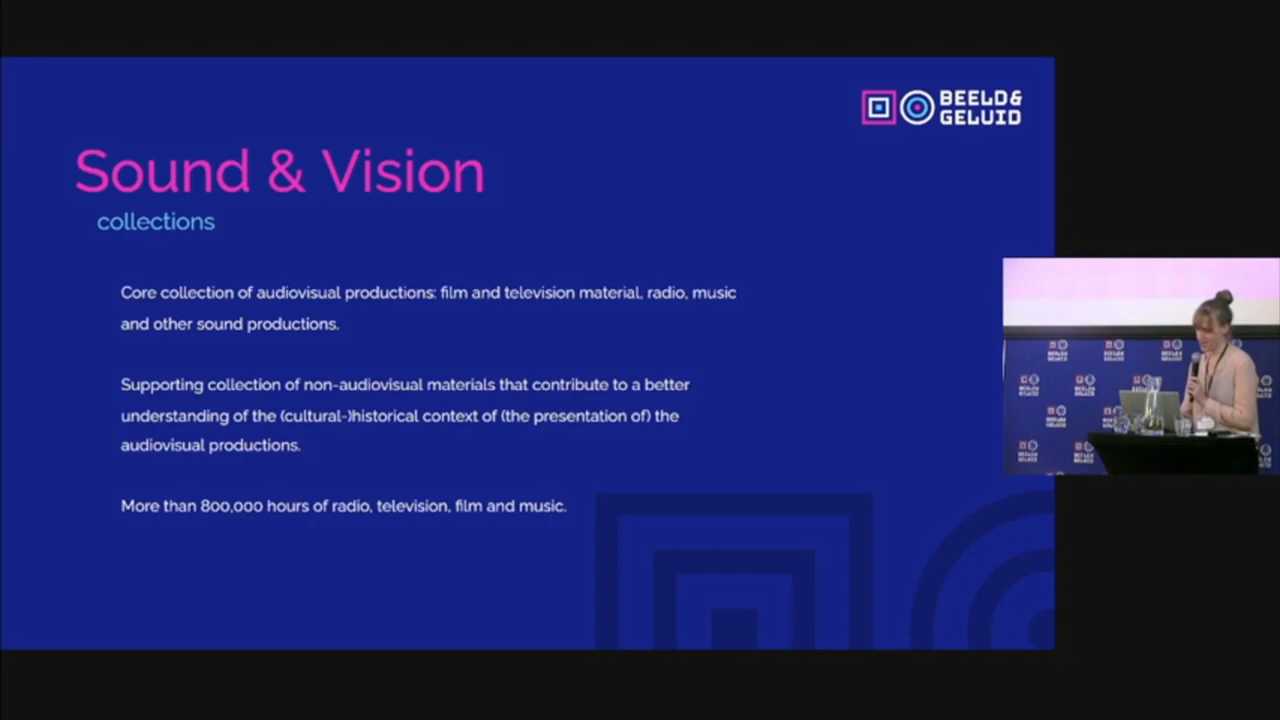 BEELD&
GELUID
Sound & Vision
collections
Core collection of audiovisual productions: film and television material, radio, music
and other sound productions.
Supporting collection of non-audiovisual materials that contribute to a better
understanding of the (cultural-)historical context of (the presentation of) the
audiovisual productions.
More than 800,000 hours of radio, television, film and music.